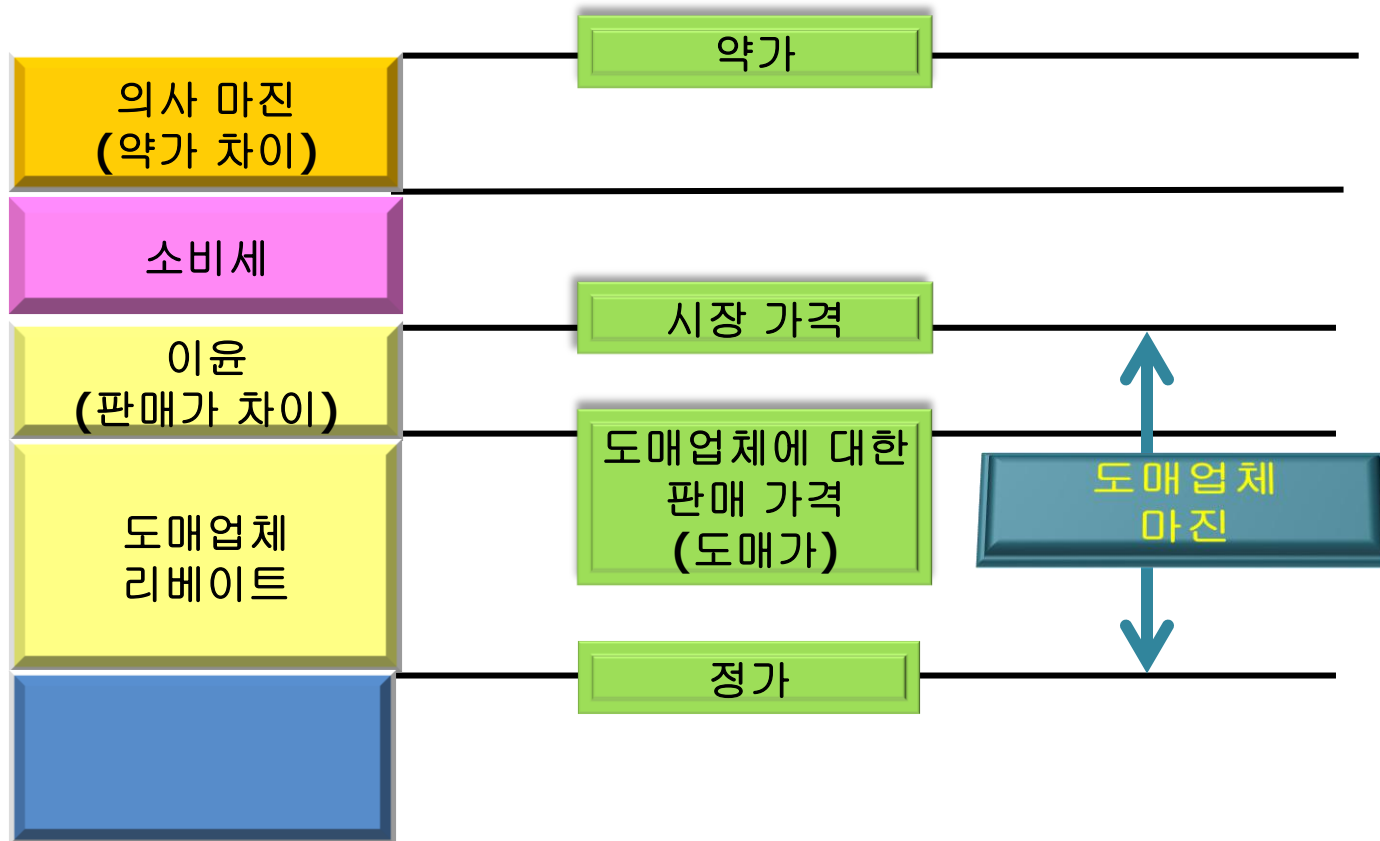 약가
의사 마진
(약가 차이)
소비세
시장 가격
이윤
(판매가 차이)
도매업체에 대한
판매 가격
(도매가)
도매업체
마진
도매업체
리베이트
정가